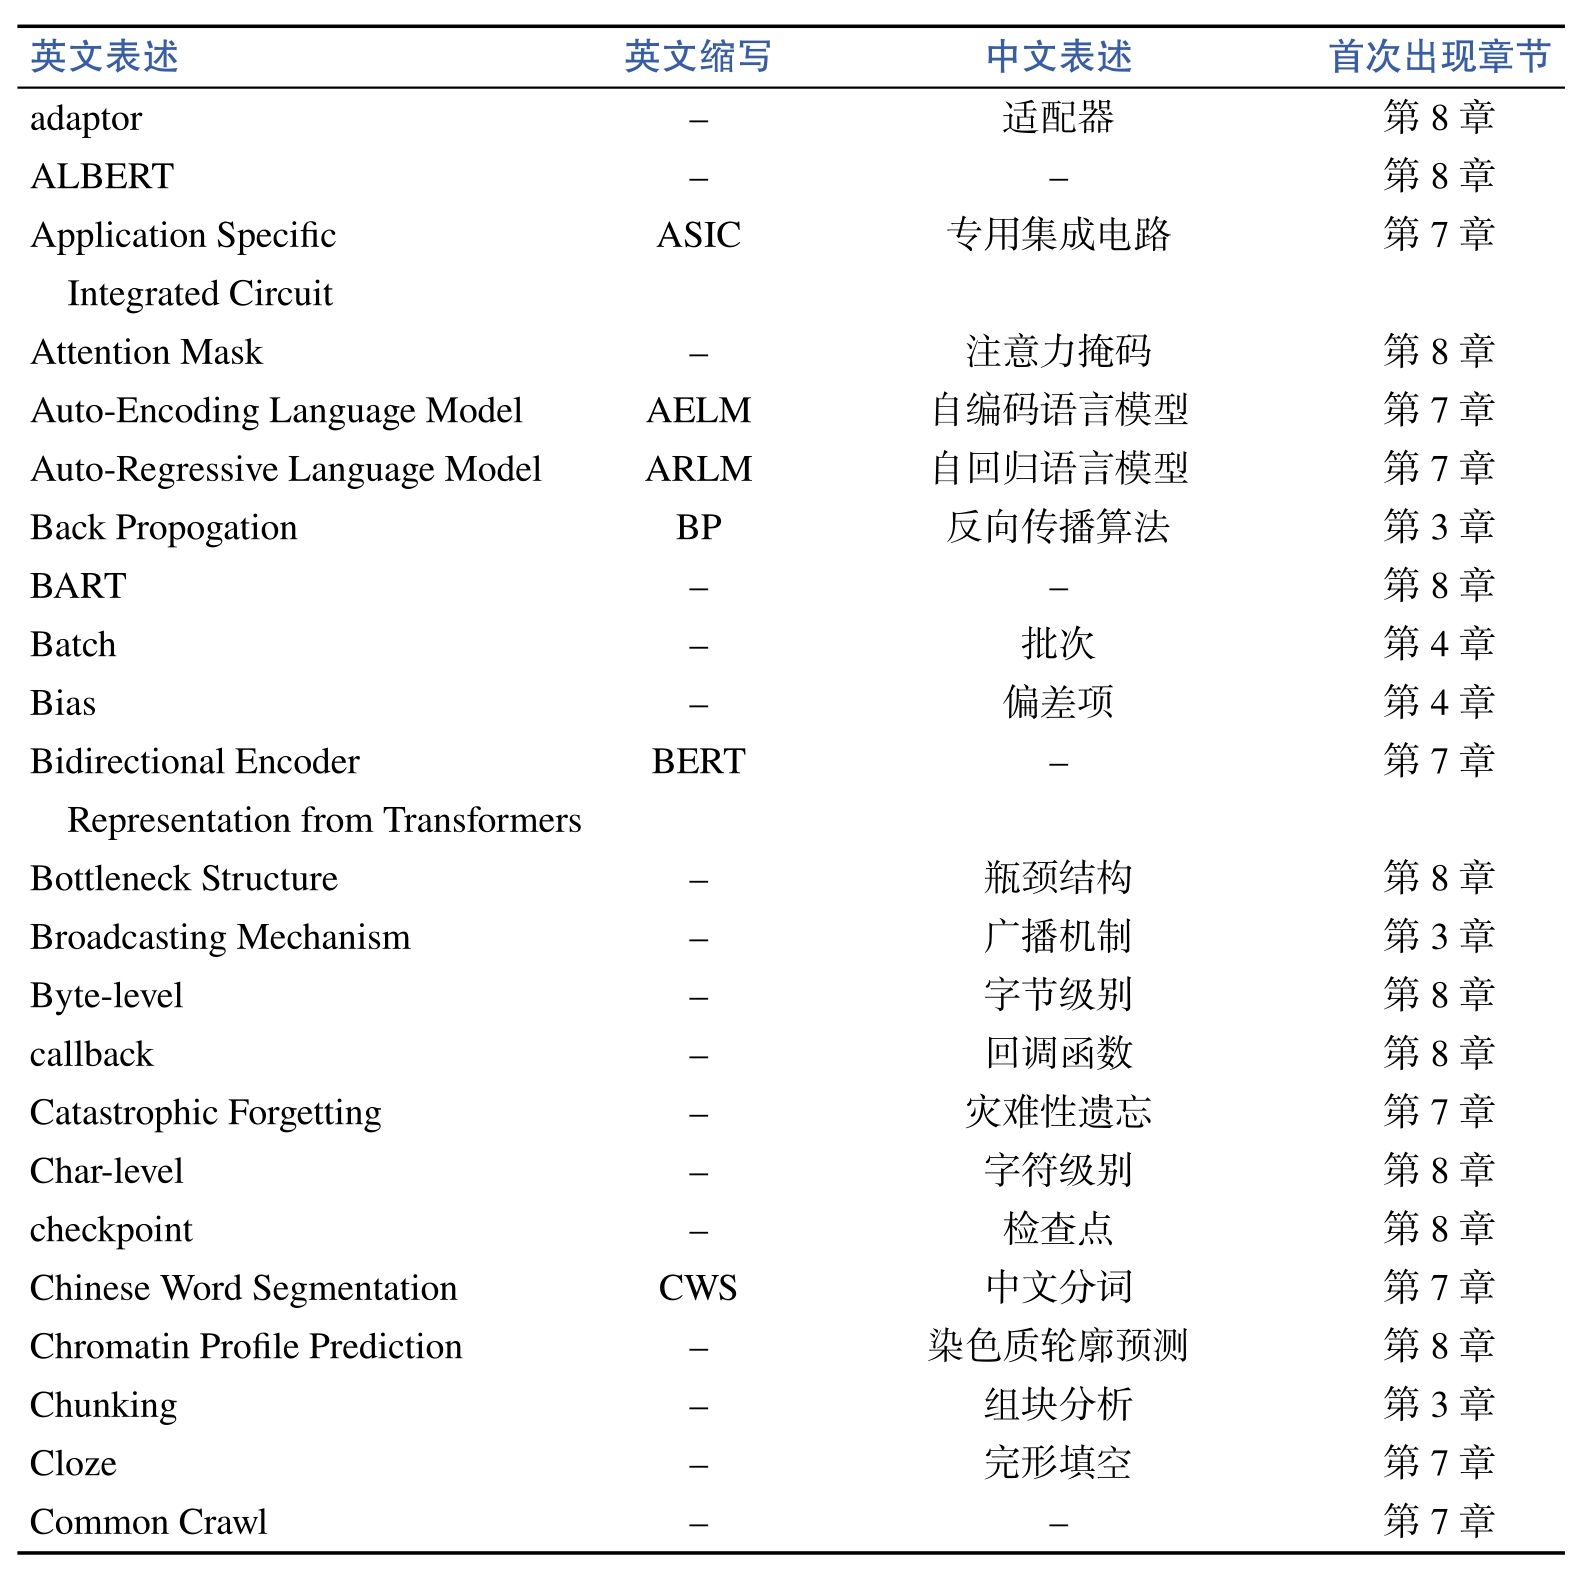 英文表述 英文缩写 中文表述 首次出现章节
adaptor – 适配器 第 8 章
ALBERT – – 第 8 章
Application Specific ASIC 专用集成电路 第 7 章
Integrated Circuit
Attention Mask – 注意力掩码 第 8 章
Auto-Encoding Language Model AELM 自编码语言模型 第 7 章
Auto-Regressive Language Model ARLM 自回归语言模型 第 7 章
Back Propogation BP 反向传播算法 第 3 章
BART – – 第 8 章
Batch – 批次 第 4 章
Bias – 偏差项 第 4 章
Bidirectional Encoder BERT – 第 7 章
Representation from Transformers
Bottleneck Structure – 瓶颈结构 第 8 章
Broadcasting Mechanism – 广播机制 第 3 章
Byte-level – 字节级别 第 8 章
callback – 回调函数 第 8 章
Catastrophic Forgetting – 灾难性遗忘 第 7 章
Char-level – 字符级别 第 8 章
checkpoint – 检查点 第 8 章
Chinese Word Segmentation CWS 中文分词 第 7 章
Chromatin Profile Prediction – 染色质轮廓预测 第 8 章
Chunking – 组块分析 第 3 章
Cloze – 完形填空 第 7 章
Common Crawl – – 第 7 章